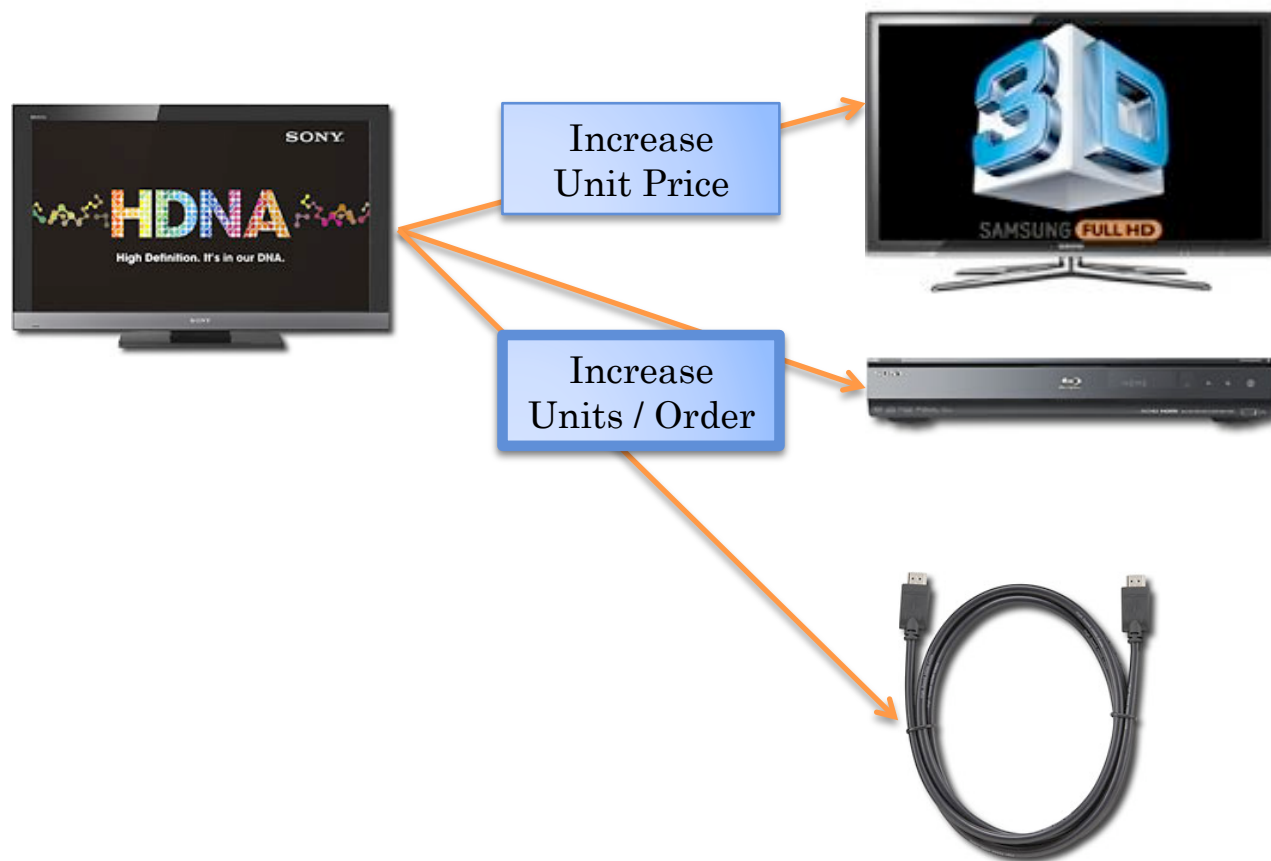 SONY
HDNA
High Definition. It's in our DNA.
SONY
Increase
Unit Price
3D
SAMSUNG FULL HD
Increase
Units / Order
SONY